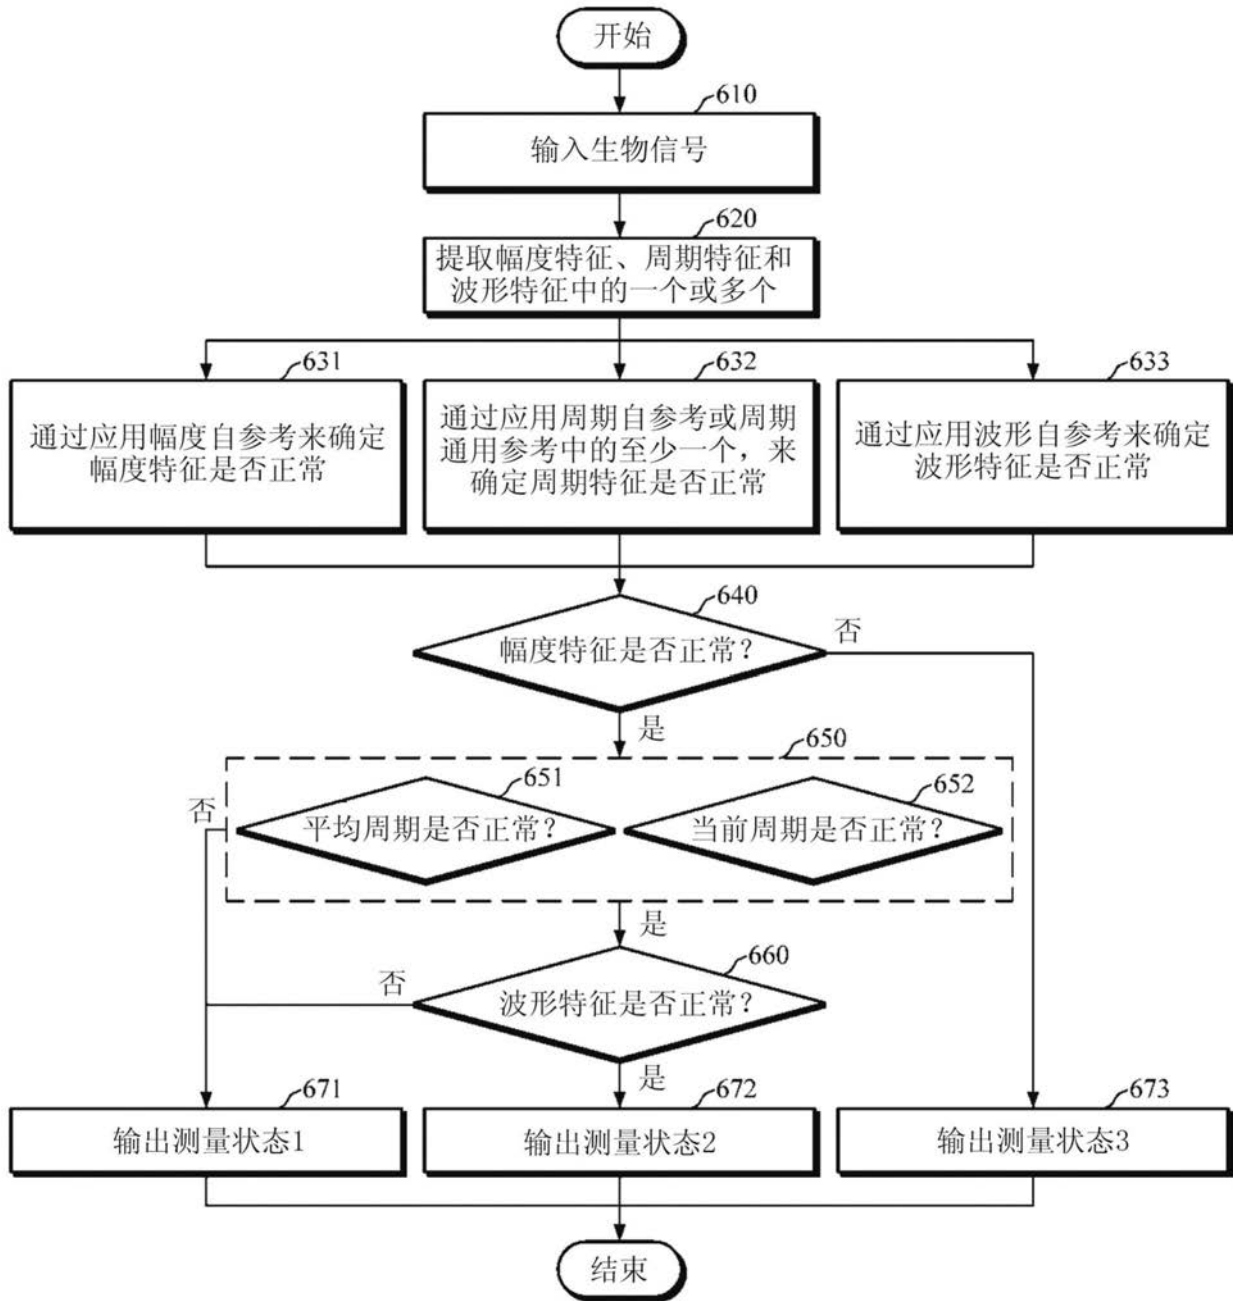 开始
610
输入生物信号
620
提取幅度特征、周期特征和
波形特征中的一个或多个
631
通过应用幅度自参考来确定
幅度特征是否正常
632
通过应用周期自参考或周期
通用参考中的至少一个，来
确定周期特征是否正常
633
通过应用波形自参考来确定
波形特征是否正常
640
幅度特征是否正常？
否
是
650
651
平均周期是否正常？
652
当前周期是否正常？
否
是
660
波形特征是否正常？
否
是
671
输出测量状态1
672
输出测量状态2
673
输出测量状态3
结束